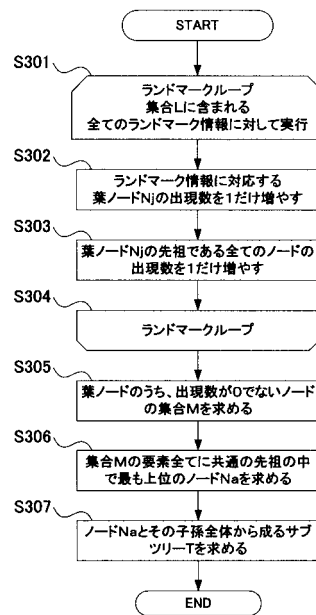 START
S301
ランドマークループ
集合Lに含まれる
全てのランドマーク情報に対して実行
S302
ランドマーク情報に対応する
葉ノードNjの出現数を1だけ増やす
S303
葉ノードNjの先祖である全てのノードの
出現数を1だけ増やす
S304
ランドマークループ
S305
葉ノードのうち、出現数が0でないノード
の集合Mを求める
S306
集合Mの要素全てに共通の先祖の中
で最も上位のノードNaを求める
S307
ノードNaとその子孫全体から成るサブ
ツリーTを求める
END